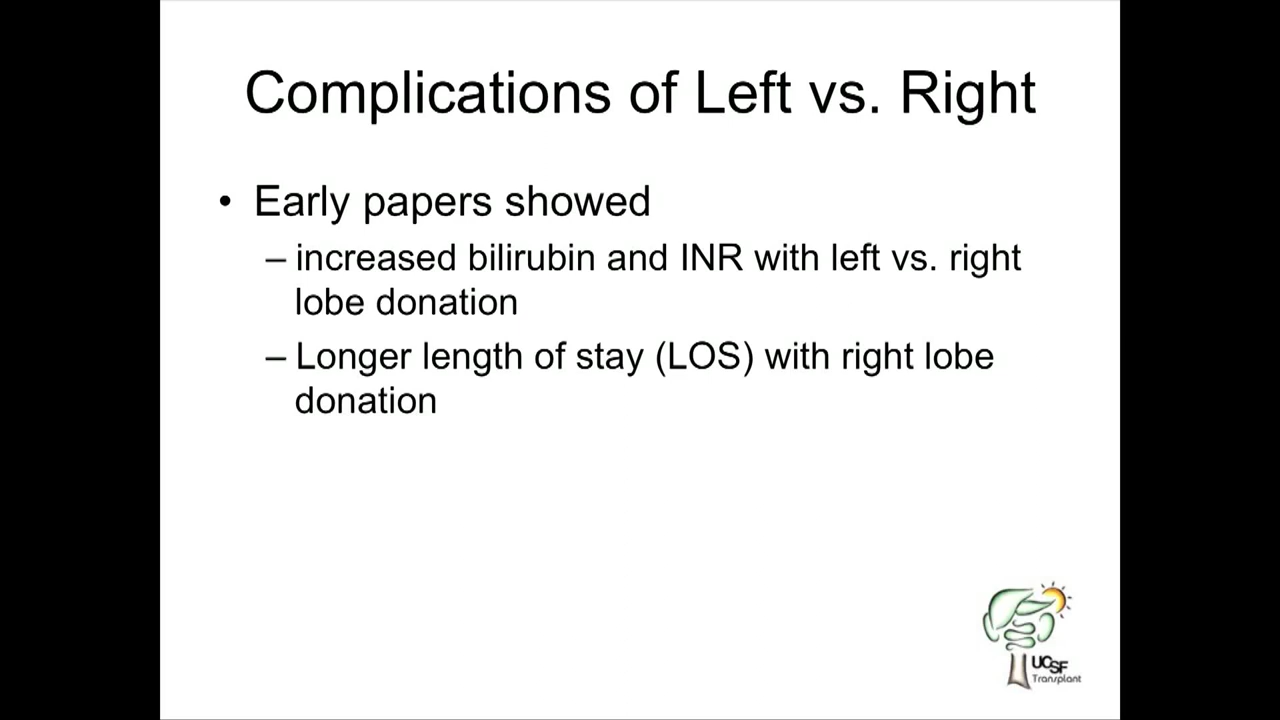 Complications of Left vs. Right
• Early papers showed
– increased bilirubin and INR with left vs. right
lobe donation
– Longer length of stay (LOS) with right lobe
donation
UCSF
Transplant